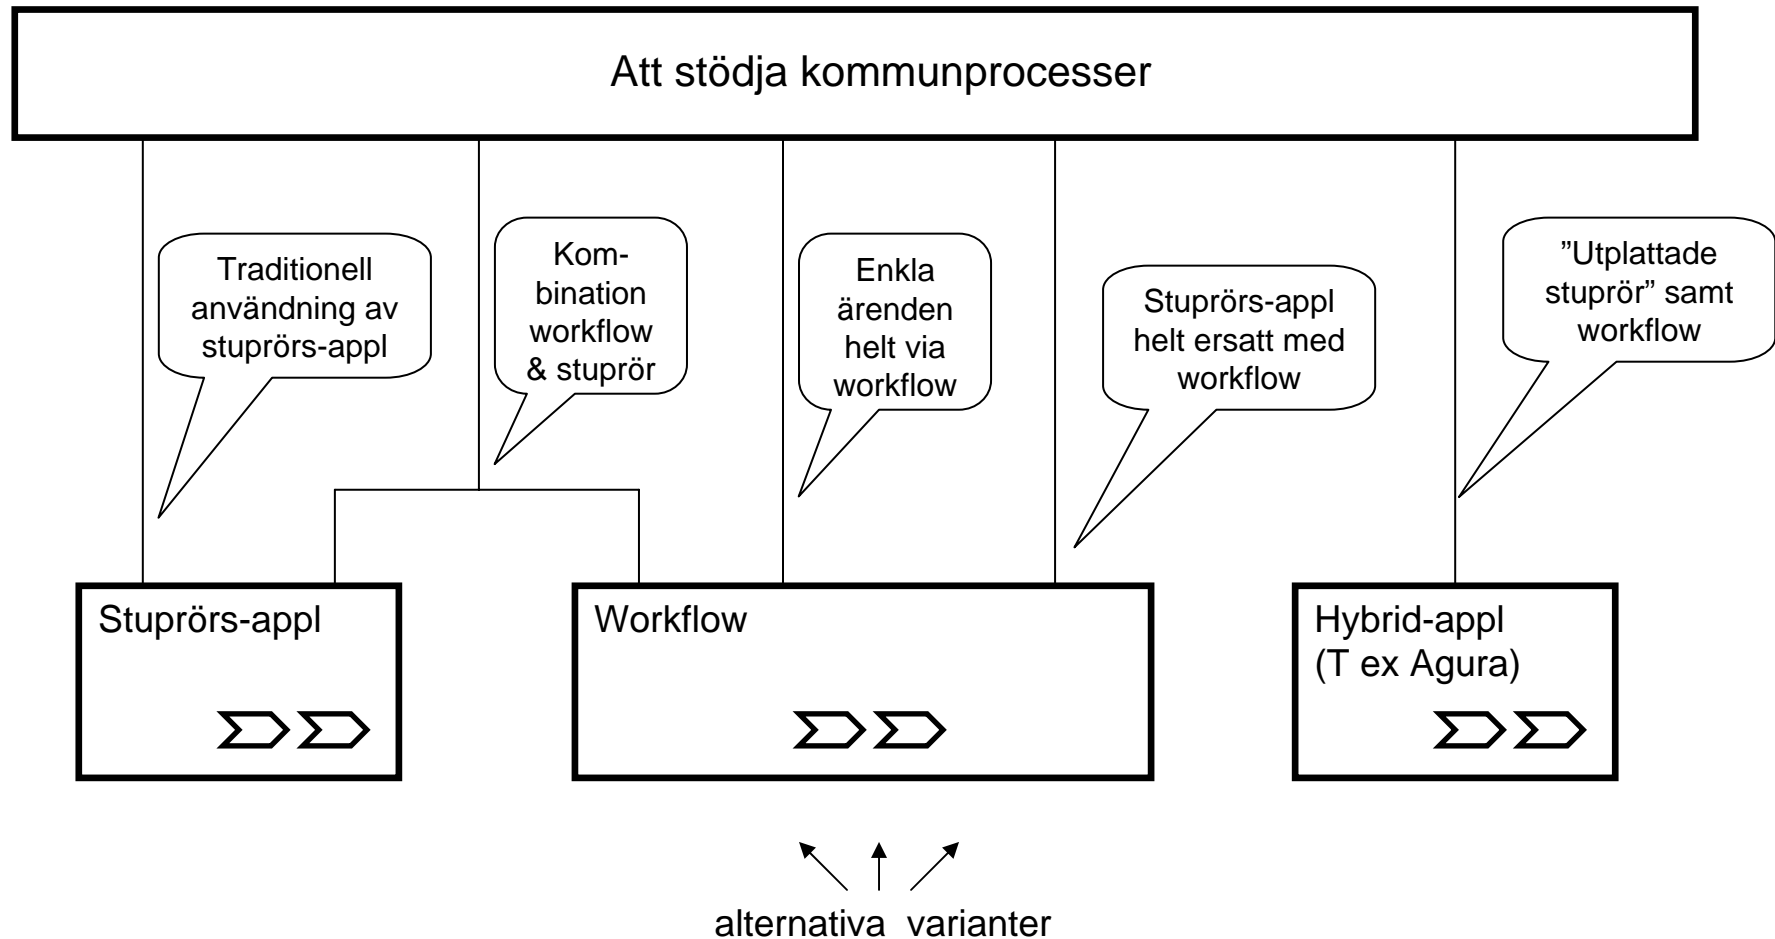 Att stödja kommunprocesser
Traditionell
användning av
stuprörs-appl
Kom-
bination
workflow
& stuprör
Enkla
ärenden
helt via
workflow
Stuprörs-appl
helt ersatt med
workflow
”Utplattade
stuprör” samt
workflow
Stuprörs-appl
Workflow
Hybrid-appl
(T ex Agura)
alternativa varianter